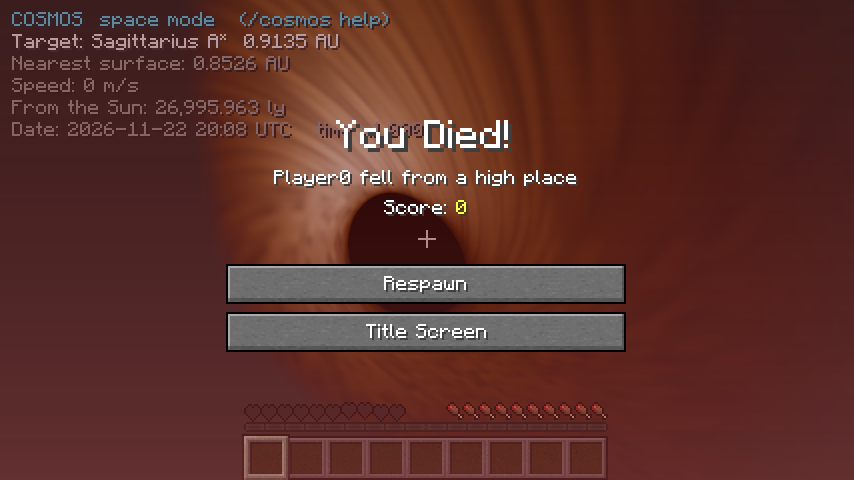 COSMOS space mode (/cosmos help)
Target: Sagittarius A* 0.9135 AU
Nearest surface: 0.8526 AU
Speed: 0 m/s
From the Sun: 26,995.963 ly
Date: 2026-11-22 20:08 UTC
You Died!
Player0 fell from a high place
Score: 0
Respawn
Title Screen